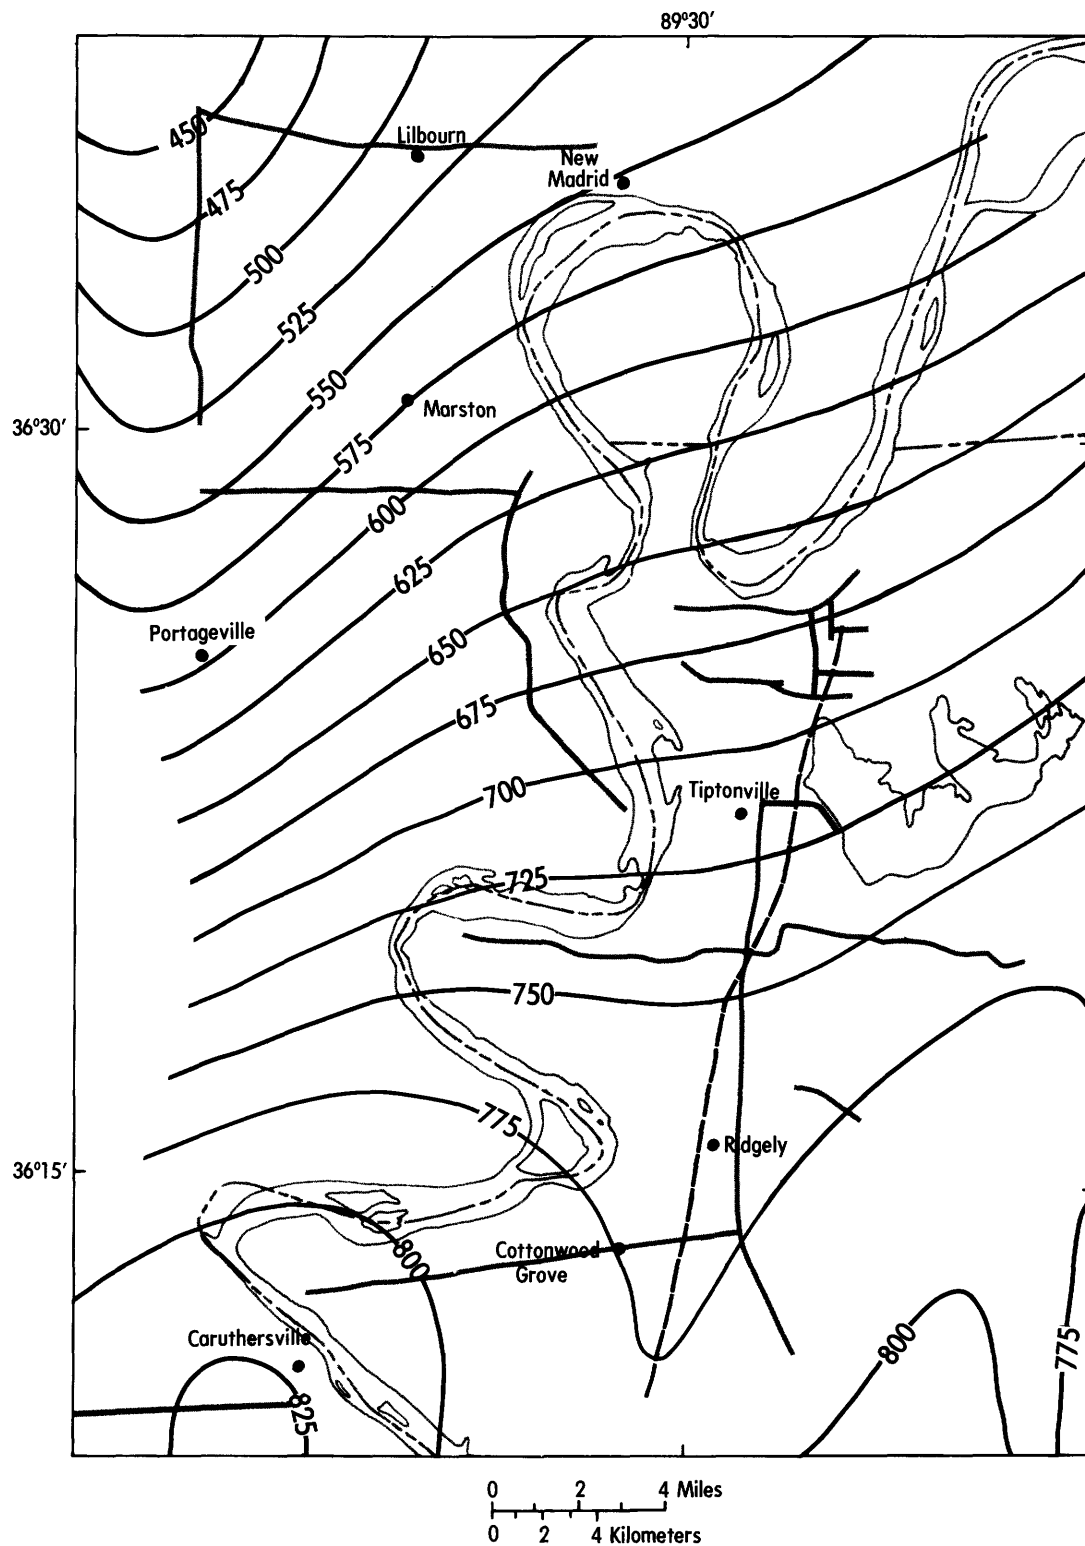 89°30′
450
Lilbourn
New
Madrid
475
500
525
550
Marston
36°30′
575
600
625
Portageville
650
675
700
Tiptonville
725
750
775
Ridgely
36°15′
800
Cottonwood
Grove
Caruthersville
800
775
825
0 2 4 Miles
0 2 4 Kilometers